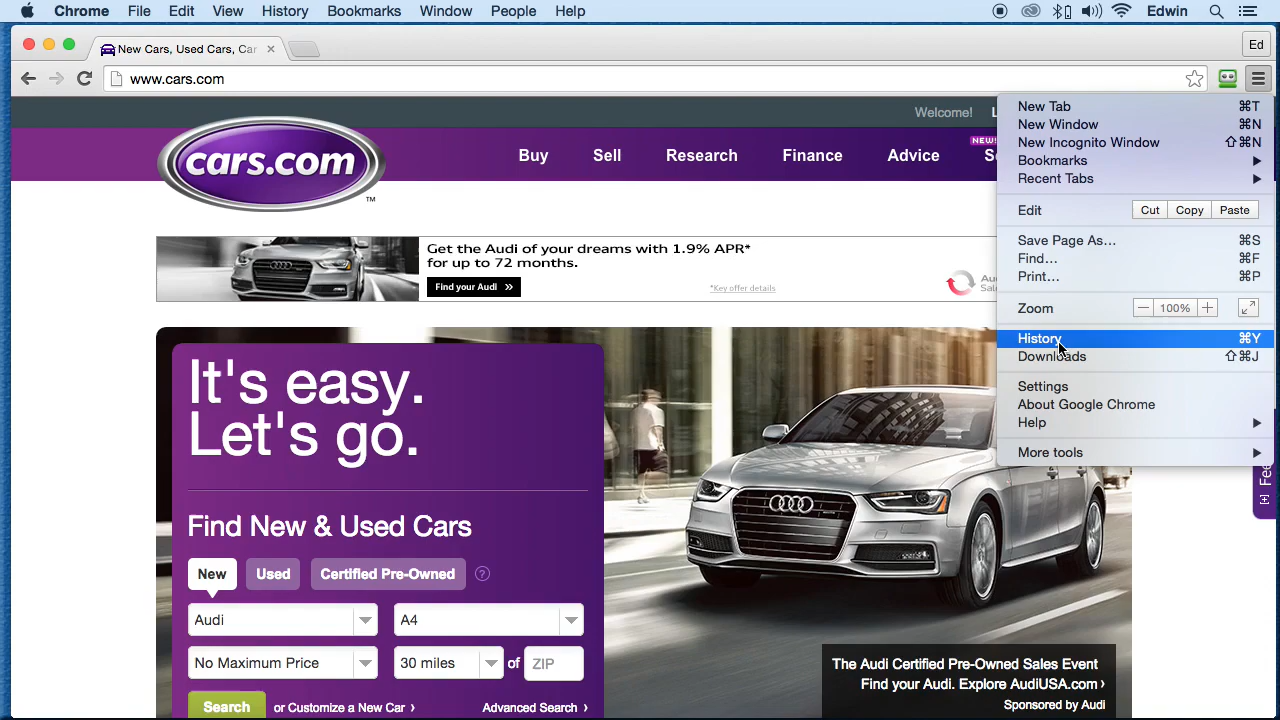 Chrome File Edit View History Bookmarks Window People Help Edwin
New Cars, Used Cars, Car
Ed
www.cars.com
Welcome!
cars.com
TM
Buy Sell Research Finance Advice
NEW!
Get the Audi of your dreams with 1.9% APR*
for up to 72 months.
Find your Audi »
*Key offer details
It's easy.
Let's go.
Find New & Used Cars
New Used Certified Pre-Owned ?
Audi A4
No Maximum Price 30 miles of ZIP
Search or Customize a New Car › Advanced Search ›
The Audi Certified Pre-Owned Sales Event
Find your Audi. Explore AudiUSA.com ›
Sponsored by Audi
New Tab ⌘T
New Window ⌘N
New Incognito Window ⇧⌘N
Bookmarks ▶
Recent Tabs ▶
Edit Cut Copy Paste
Save Page As... ⌘S
Find... ⌘F
Print... ⌘P
Zoom − 100% +
History ⌘Y
Downloads ⇧⌘J
Settings
About Google Chrome
Help ▶
More tools ▶